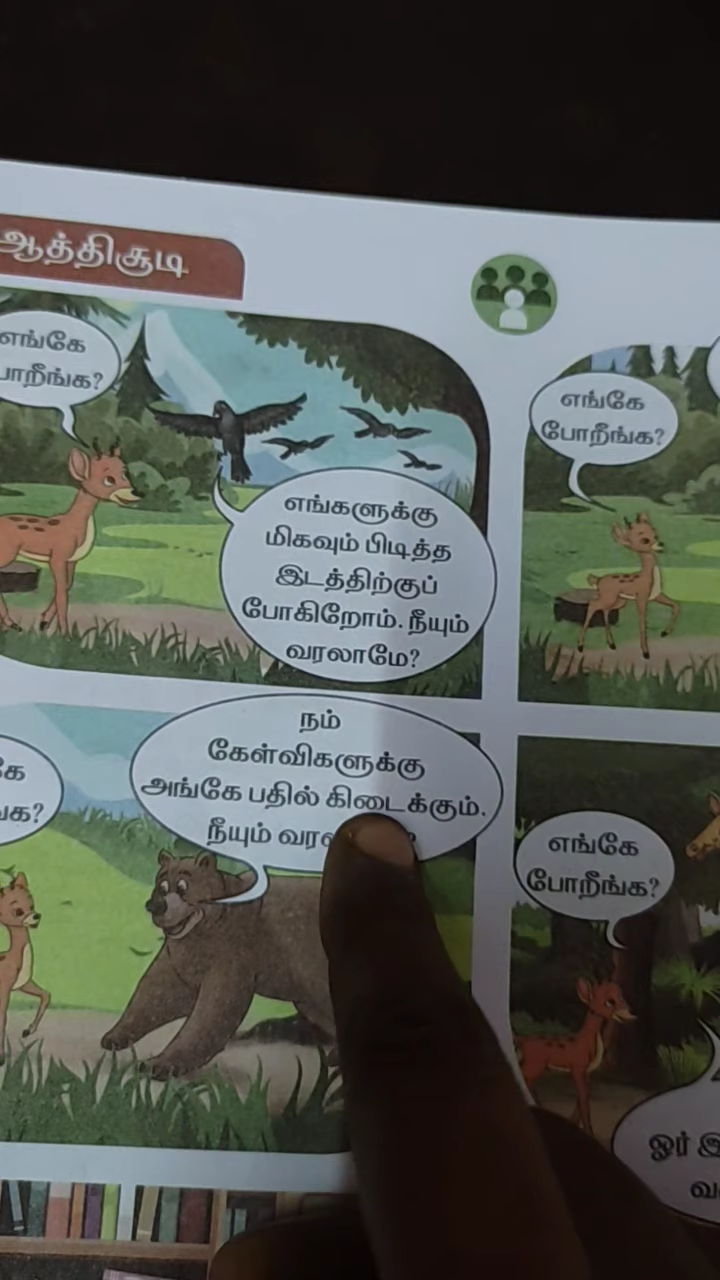 ஆத்திசூடி
எங்கே
எங்களுக்கு
மிகவும் பிடித்த
இடத்திற்குப்
போகிறோம். நீயும்
வரலாமே?
எங்கே
போறீங்க?
நம்
கேள்விகளுக்கு
அங்கே பதில் கிடைக்கும்.
நீயும்
எங்கே
போறீங்க?
ஓர்